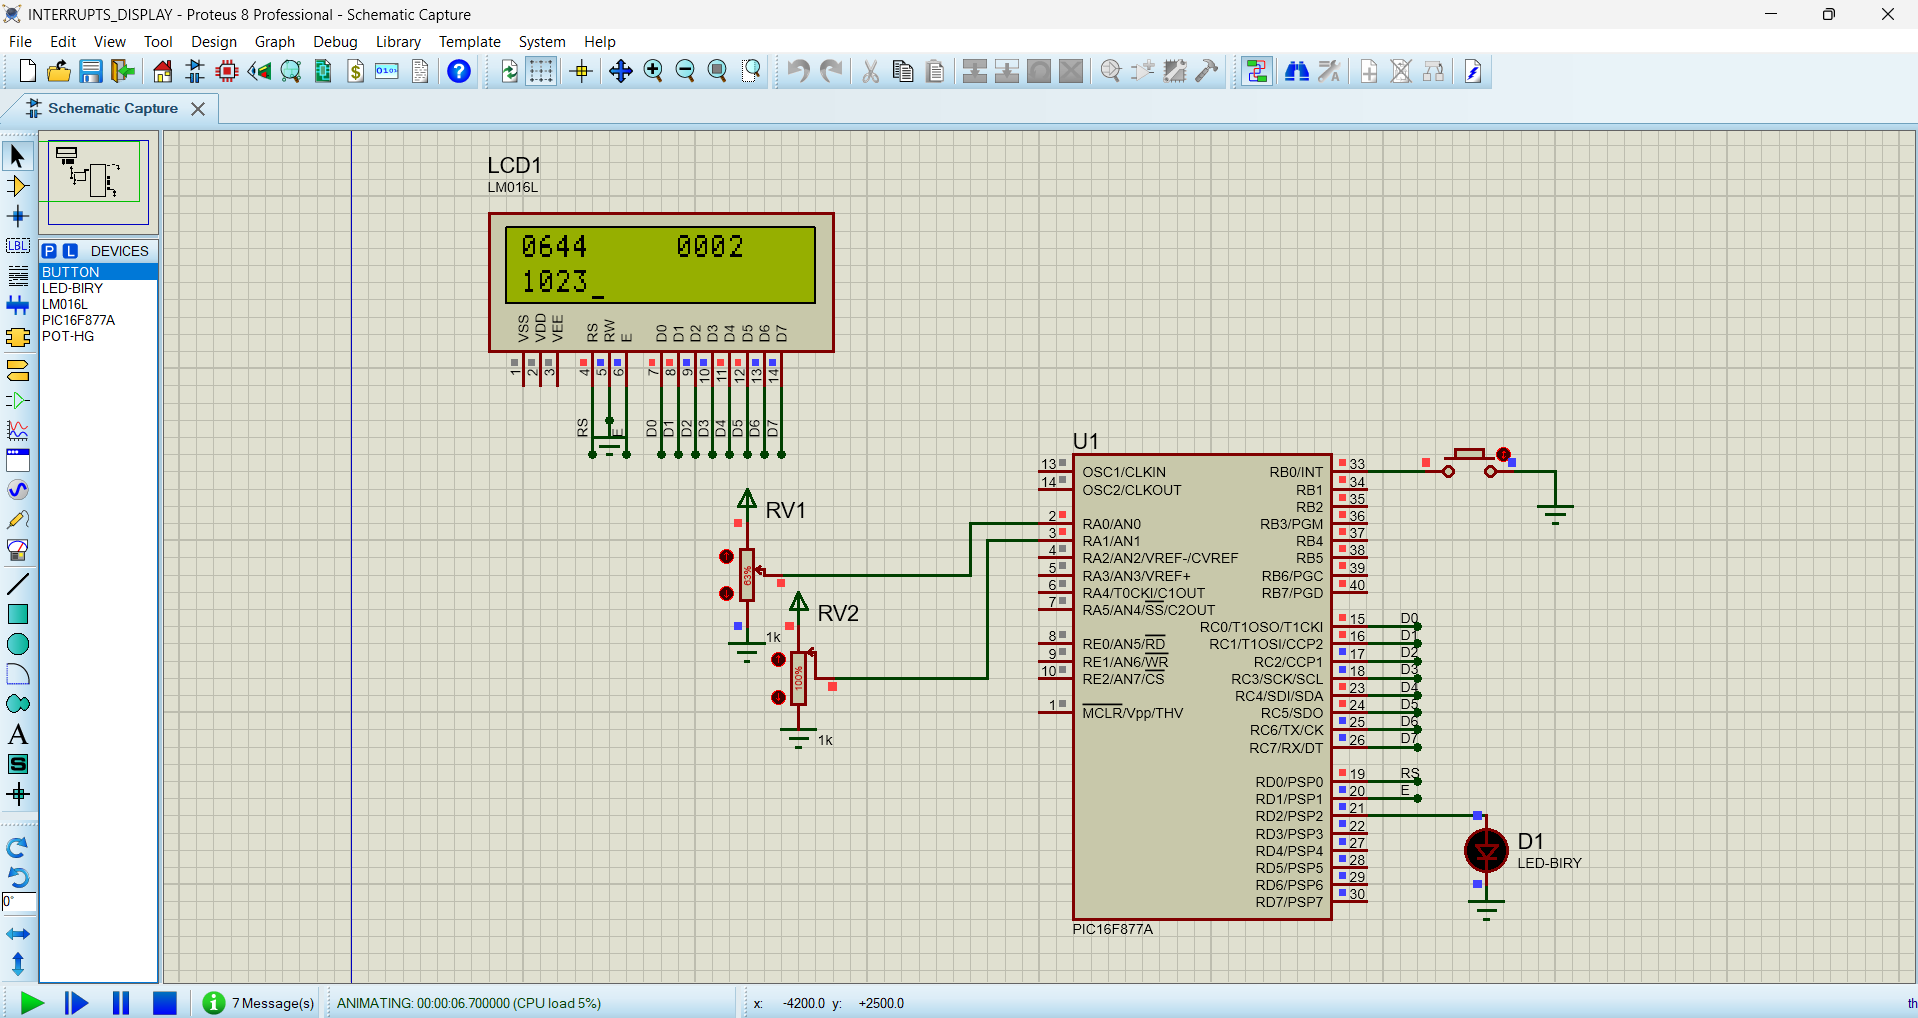 INTERRUPTS_DISPLAY - Proteus 8 Professional - Schematic Capture
File Edit View Tool Design Graph Debug Library Template System Help
Schematic Capture
P L DEVICES
BUTTON
LED-BIRY
LM016L
PIC16F877A
POT-HG
LBL
A
S
0°
LCD1
LM016L
0644 0002
1023_
VSS VDD VEE RS RW E D0 D1 D2 D3 D4 D5 D6 D7
1 2 3 4 5 6 7 8 9 10 11 12 13 14
RS E D0 D1 D2 D3 D4 D5 D6 D7
RV1
63%
1k
RV2
100%
1k
U1
13 OSC1/CLKIN
14 OSC2/CLKOUT
2 RA0/AN0
3 RA1/AN1
4 RA2/AN2/VREF-/CVREF
5 RA3/AN3/VREF+
6 RA4/T0CKI/C1OUT
7 RA5/AN4/SS/C2OUT
8 RE0/AN5/RD
9 RE1/AN6/WR
10 RE2/AN7/CS
1 MCLR/Vpp/THV
RB0/INT 33
RB1 34
RB2 35
RB3/PGM 36
RB4 37
RB5 38
RB6/PGC 39
RB7/PGD 40
RC0/T1OSO/T1CKI 15 D0
RC1/T1OSI/CCP2 16 D1
RC2/CCP1 17 D2
RC3/SCK/SCL 18 D3
RC4/SDI/SDA 23 D4
RC5/SDO 24 D5
RC6/TX/CK 25 D6
RC7/RX/DT 26 D7
RD0/PSP0 19 RS
RD1/PSP1 20 E
RD2/PSP2 21
RD3/PSP3 22
RD4/PSP4 27
RD5/PSP5 28
RD6/PSP6 29
RD7/PSP7 30
PIC16F877A
D1
LED-BIRY
7 Message(s) ANIMATING: 00:00:06.700000 (CPU load 5%) x: -4200.0 y: +2500.0 th